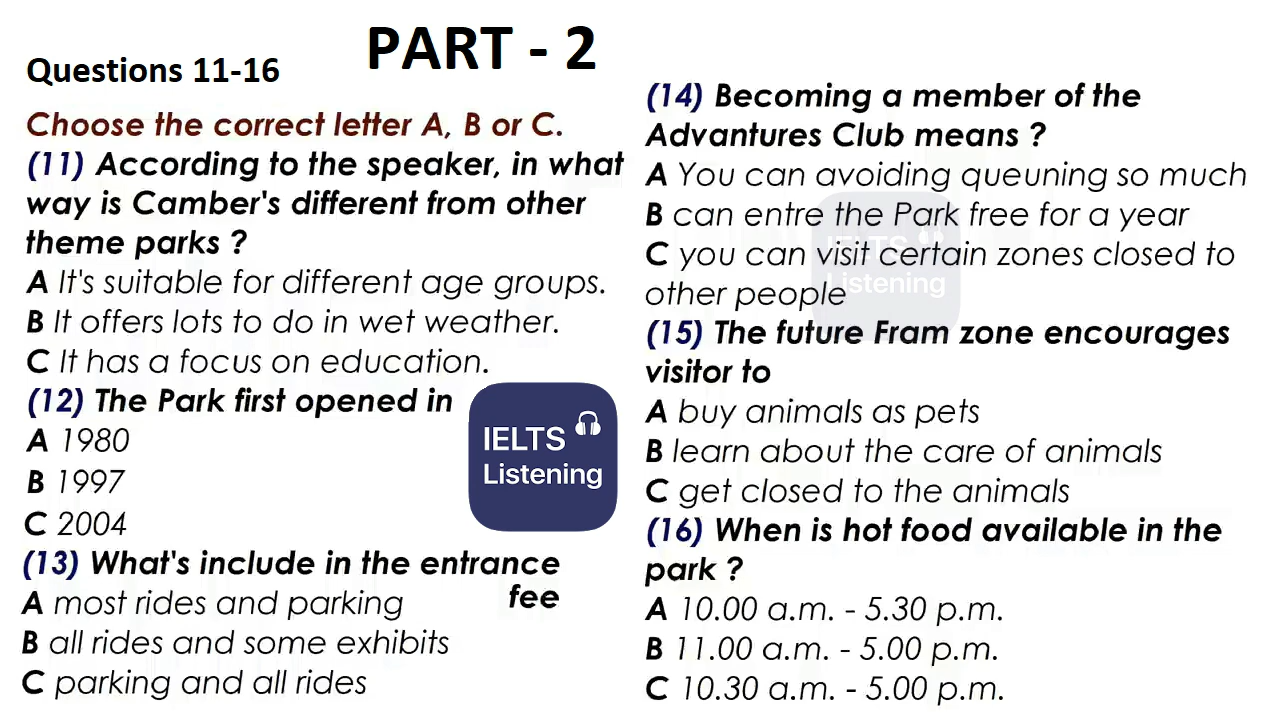 PART - 2
Questions 11-16
Choose the correct letter A, B or C.
(11) According to the speaker, in what
way is Camber's different from other
theme parks ?
A It's suitable for different age groups.
B It offers lots to do in wet weather.
C It has a focus on education.
(12) The Park first opened in
A 1980
B 1997
C 2004
IELTS
Listening
(13) What's include in the entrance
fee
A most rides and parking
B all rides and some exhibits
C parking and all rides
(14) Becoming a member of the
Advantures Club means ?
A You can avoiding queuning so much
B can entre the Park free for a year
C you can visit certain zones closed to
other people
IELTS
Listening
(15) The future Fram zone encourages
visitor to
A buy animals as pets
B learn about the care of animals
C get closed to the animals
(16) When is hot food available in the
park ?
A 10.00 a.m. - 5.30 p.m.
B 11.00 a.m. - 5.00 p.m.
C 10.30 a.m. - 5.00 p.m.